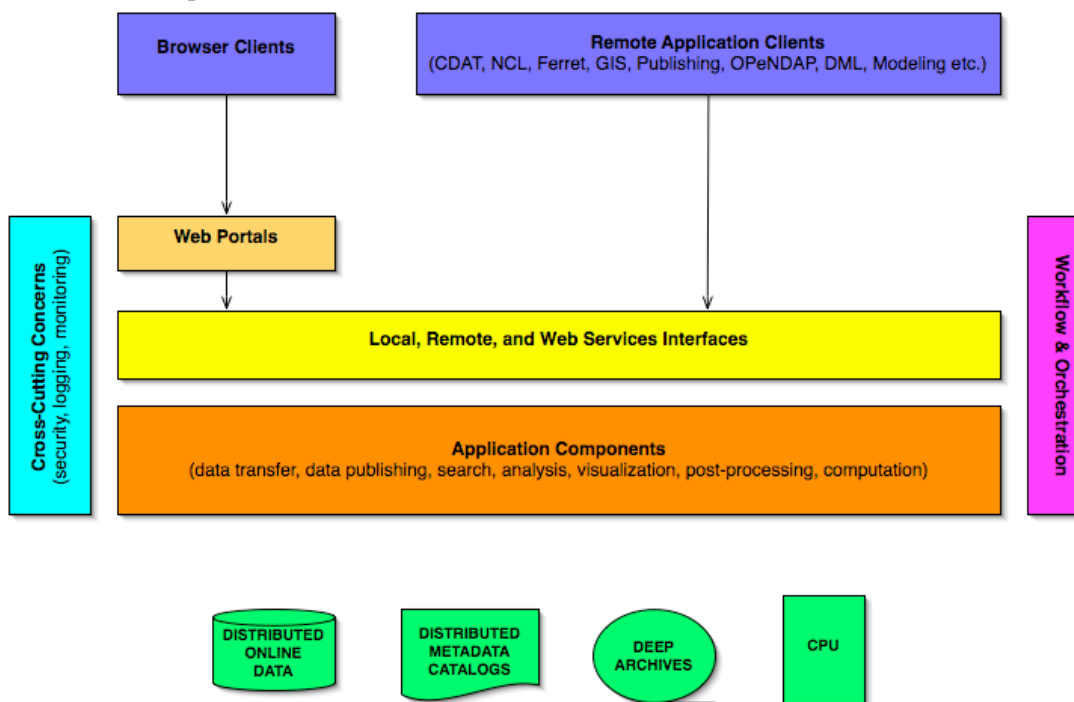 Browser Clients
Remote Application Clients
(CDAT, NCL, Ferret, GIS, Publishing, OPeNDAP, DML, Modeling etc.)
Web Portals
Cross-Cutting Concerns
(security, logging, monitoring)
Local, Remote, and Web Services Interfaces
Workflow & Orchestration
Application Components
(data transfer, data publishing, search, analysis, visualization, post-processing, computation)
DISTRIBUTED
ONLINE
DATA
DISTRIBUTED
METADATA
CATALOGS
DEEP
ARCHIVES
CPU